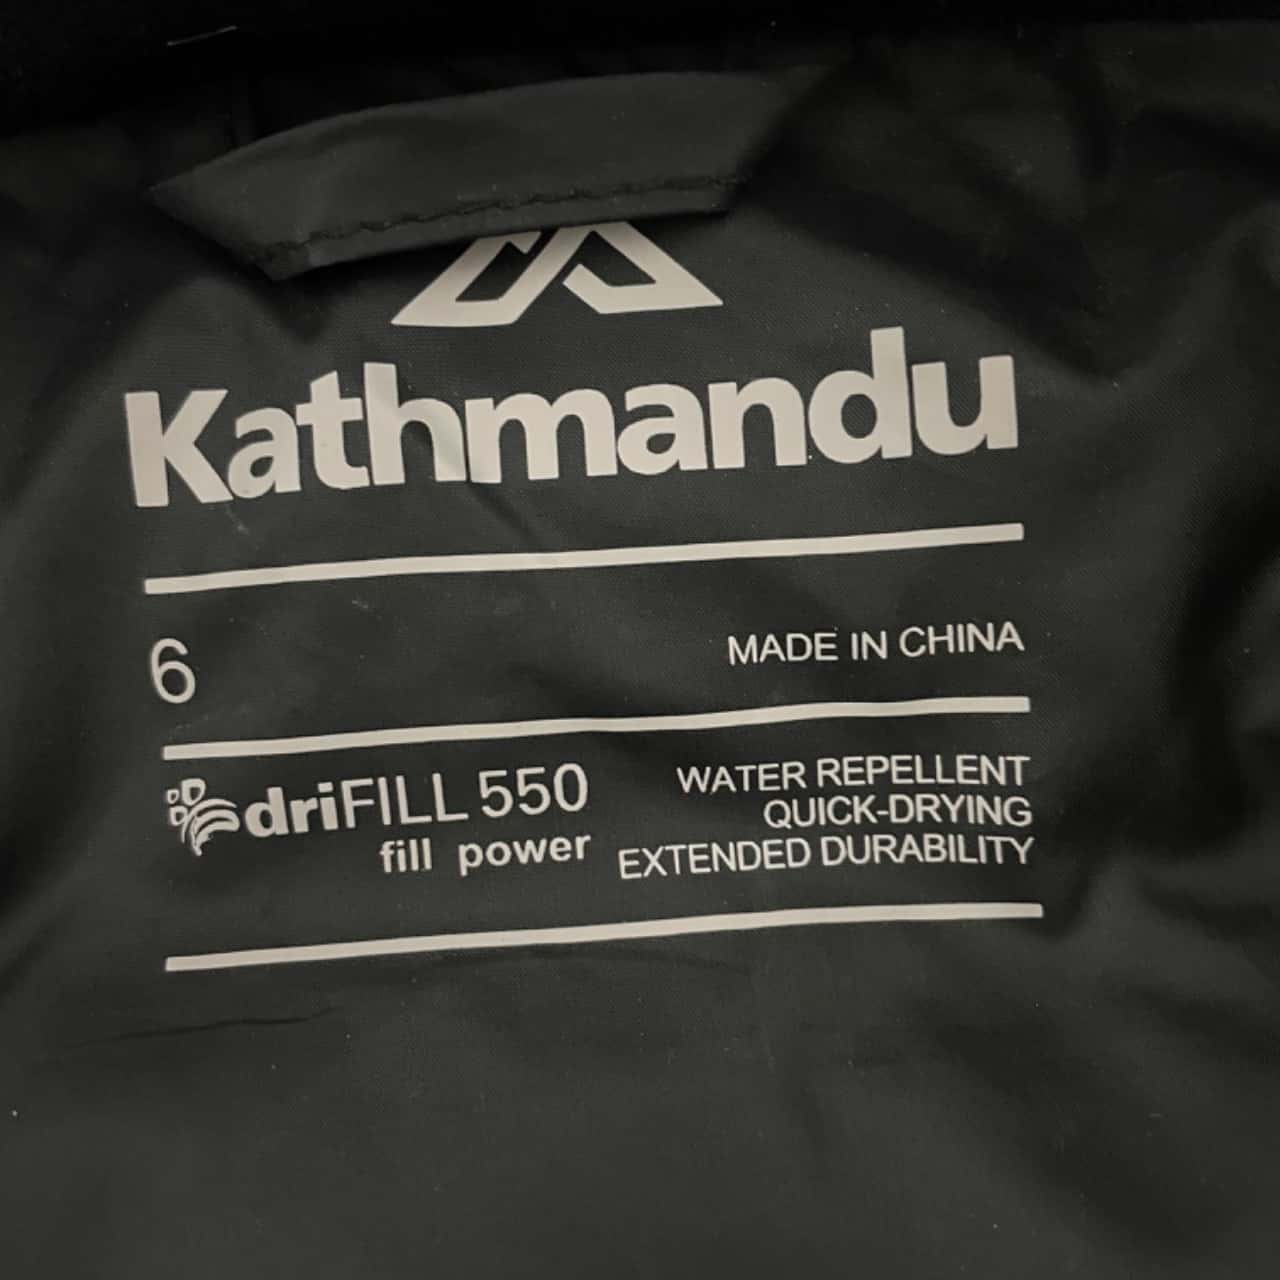 Kathmandu
6
MADE IN CHINA
driFILL 550
fill power
WATER REPELLENT
QUICK-DRYING
EXTENDED DURABILITY